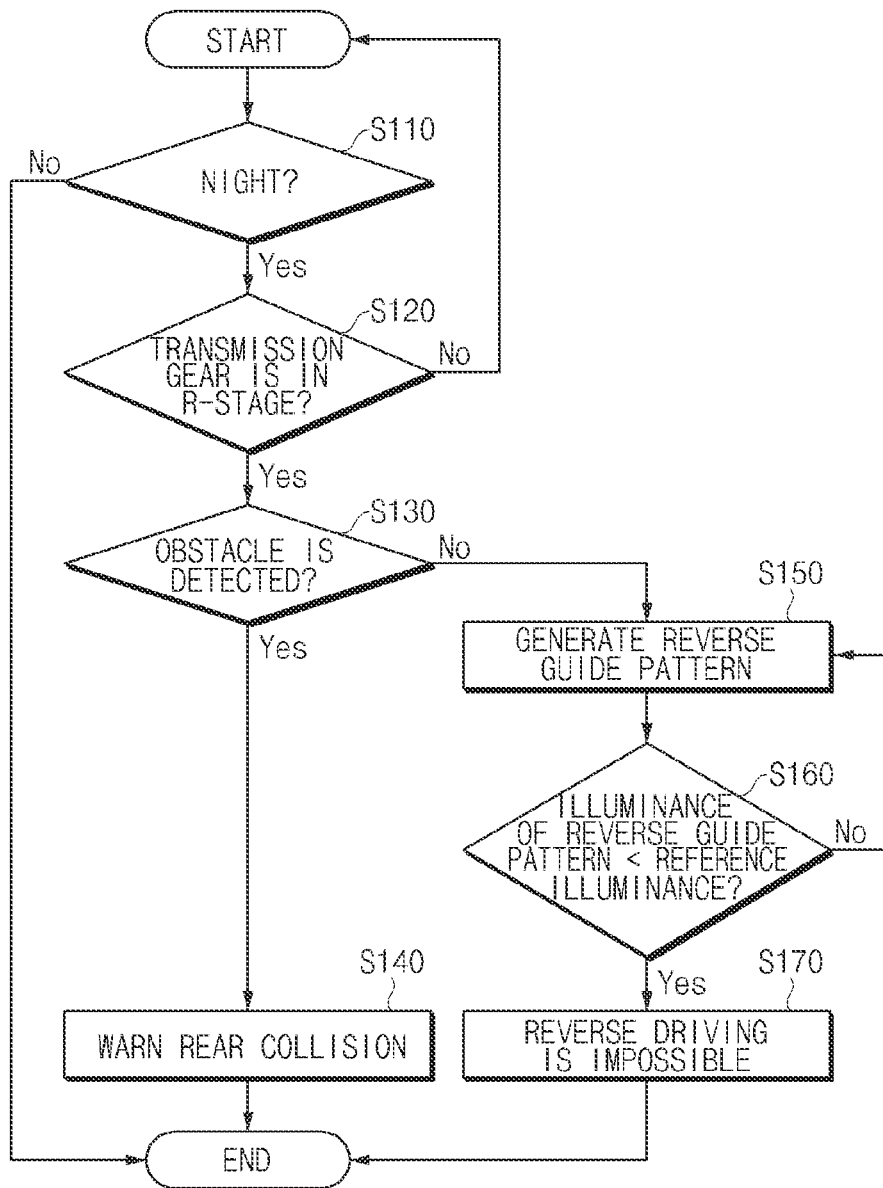 START
S110
No
NIGHT?
Yes
S120
TRANSMISSION
GEAR IS IN
R-STAGE?
No
Yes
S130
OBSTACLE IS
DETECTED?
No
Yes
S150
GENERATE REVERSE
GUIDE PATTERN
S160
ILLUMINANCE
OF REVERSE GUIDE
PATTERN < REFERENCE
ILLUMINANCE?
No
Yes
S140
WARN REAR COLLISION
S170
REVERSE DRIVING
IS IMPOSSIBLE
END